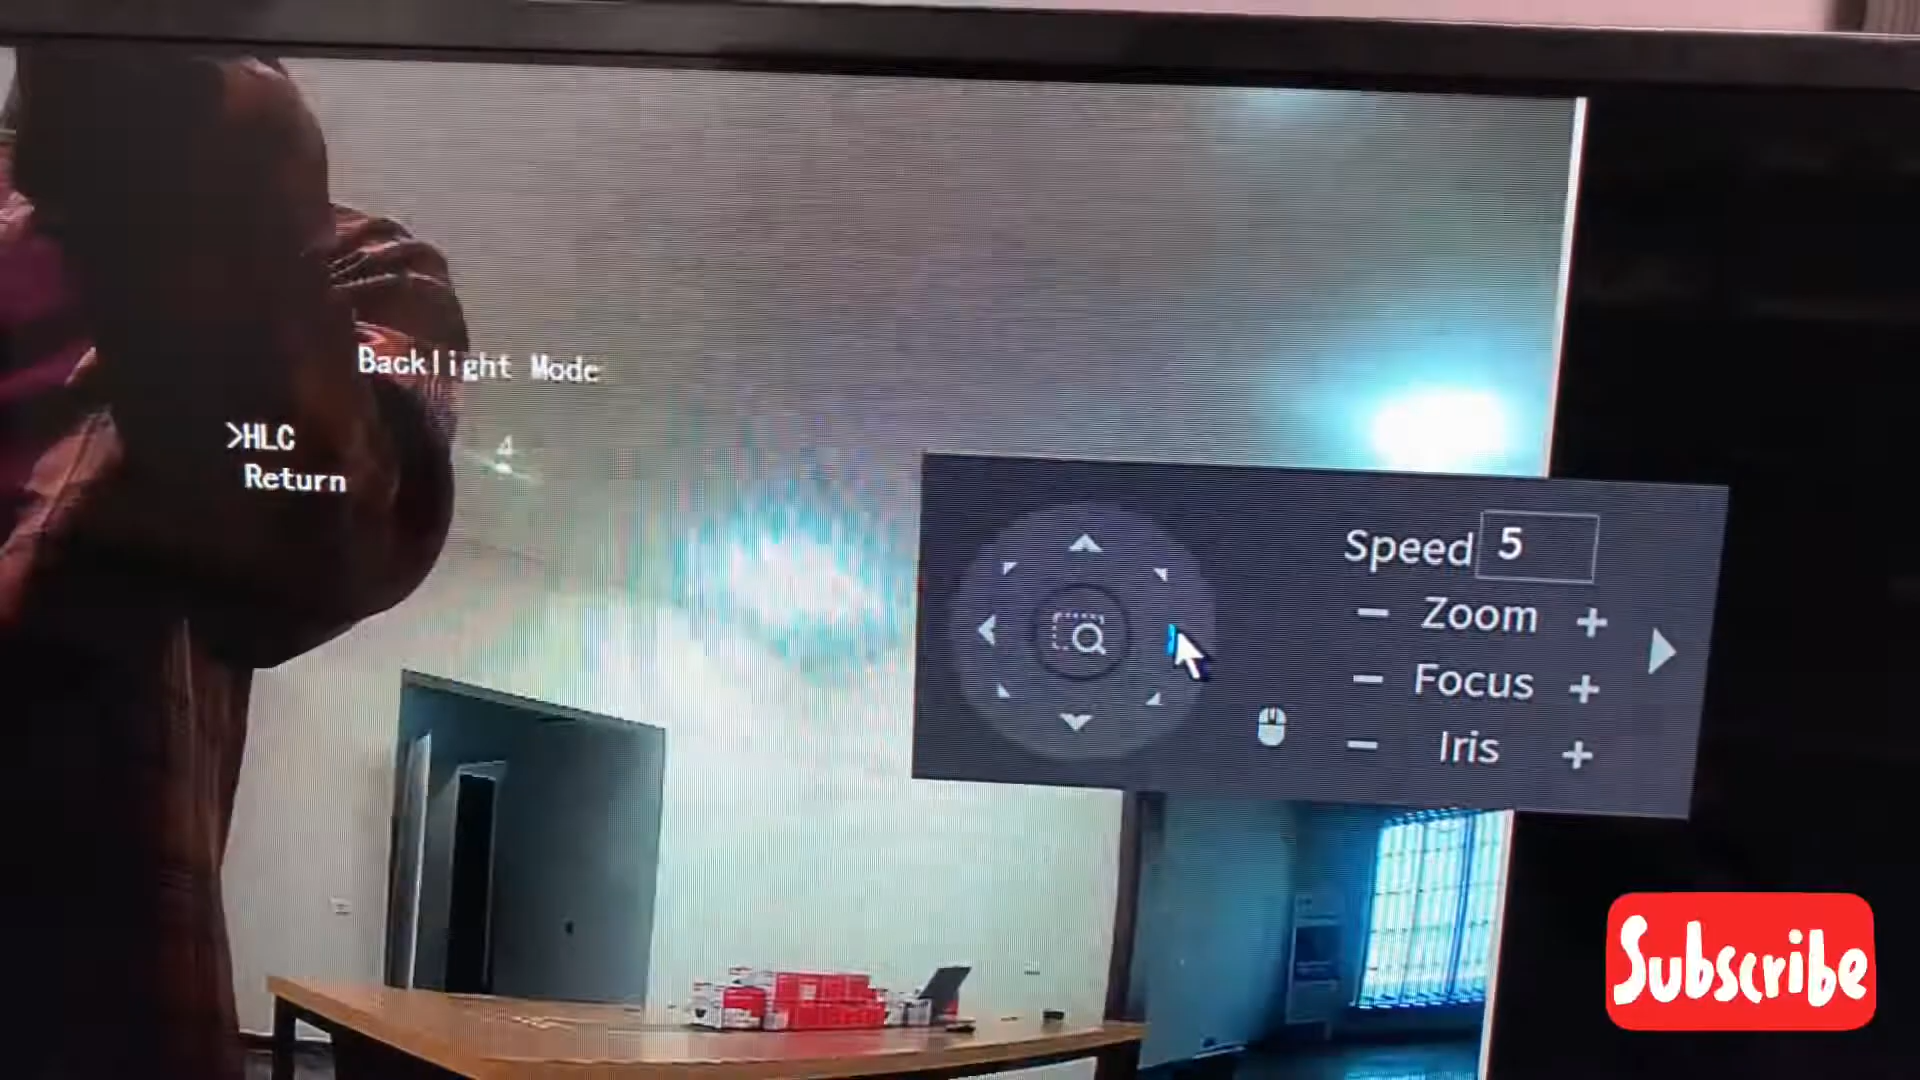 Backlight Mode
>HLC 4
Return
Speed 5
- Zoom +
- Focus +
- Iris +
Subscribe